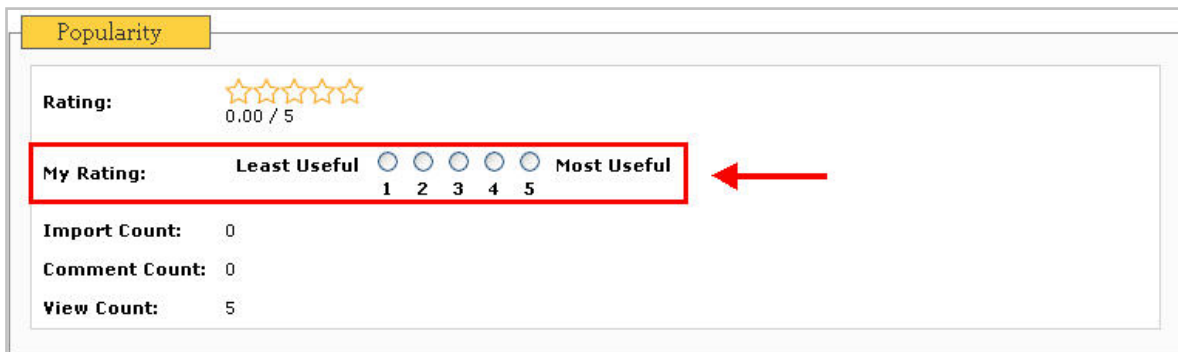 Popularity
Rating:
0.00 / 5
My Rating: Least Useful Most Useful
1 2 3 4 5
Import Count: 0
Comment Count: 0
View Count: 5